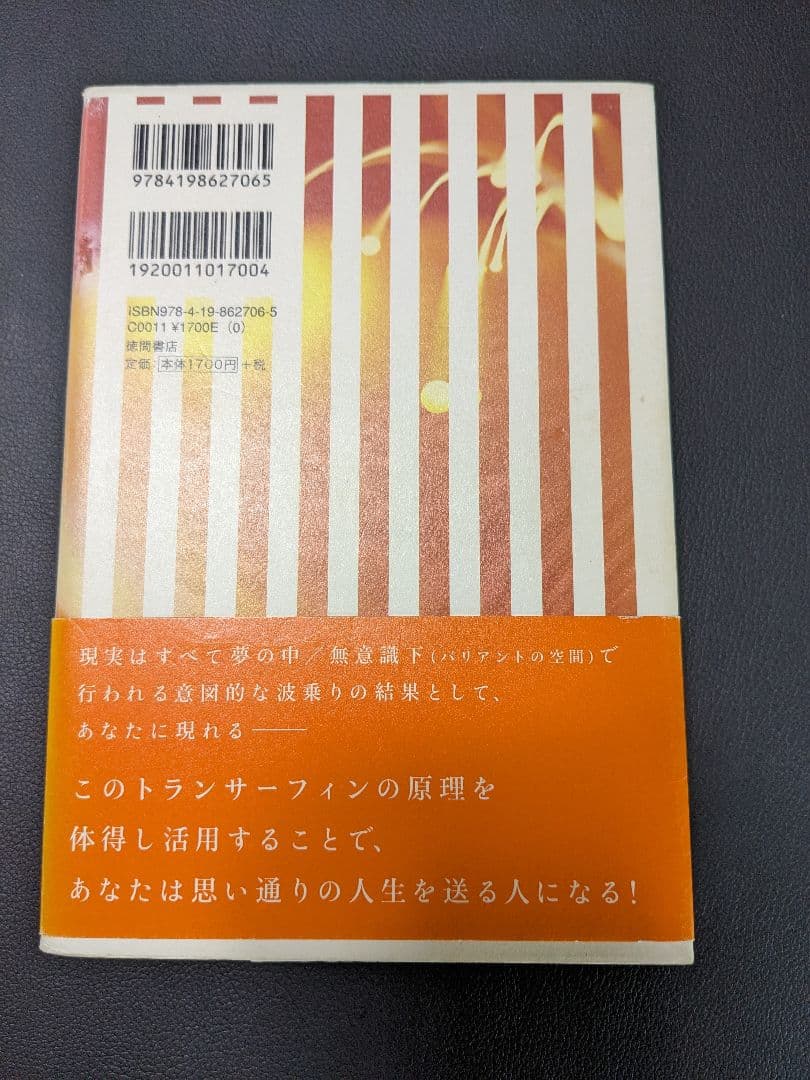 9784198627065
1920011017004
ISBN978-4-19-862706-5
C0011 ¥1700E (0)
徳間書店
定価:本体1700円+税
現実はすべて夢の中/無意識下(バリアントの空間)で
行われる意図的な波乗りの結果として、
あなたに現れる——
このトランサーフィンの原理を
体得し活用することで、
あなたは思い通りの人生を送る人になる!